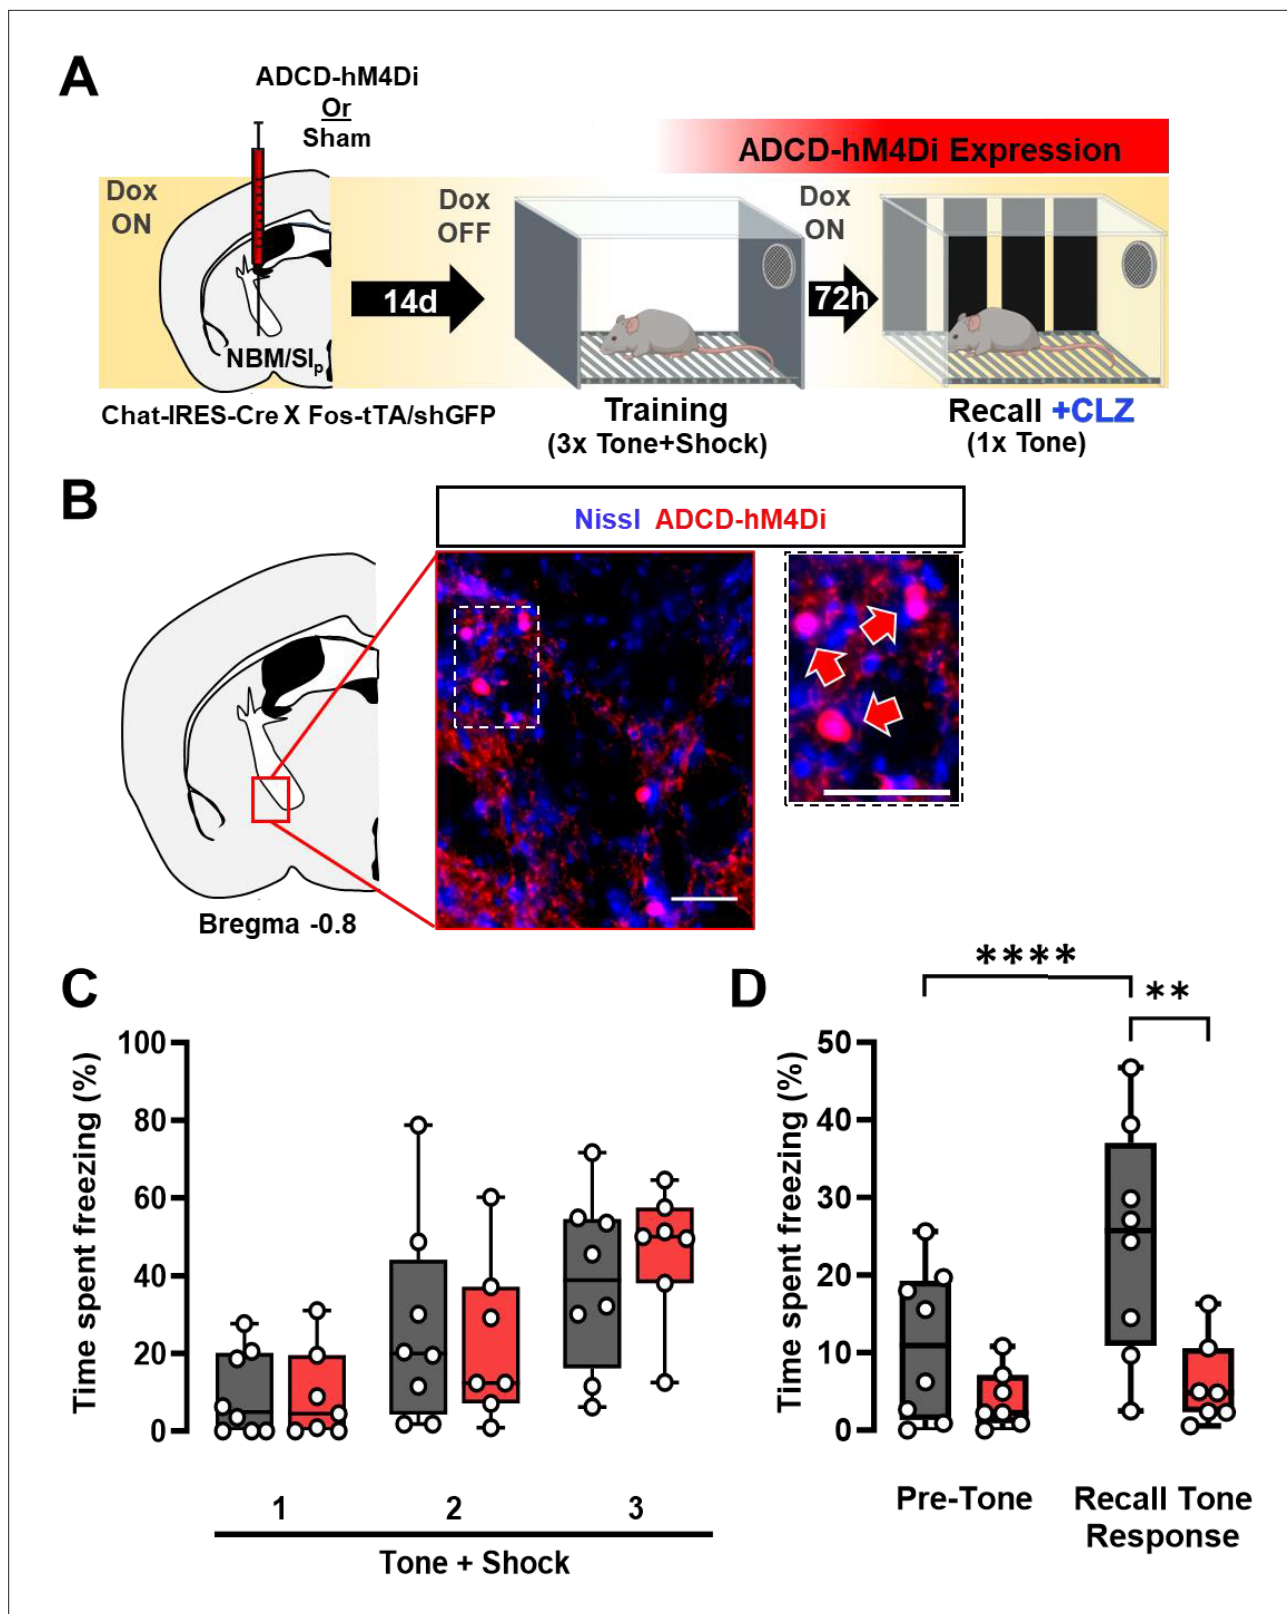 A
ADCD-hM4Di
Or
Sham
ADCD-hM4Di Expression
Dox
ON
Dox
OFF
Dox
ON
14d
72h
NBM/SIp
Chat-IRES-Cre X Fos-tTA/shGFP
Training
(3x Tone+Shock)
Recall +CLZ
(1x Tone)
B
Nissl ADCD-hM4Di
Bregma -0.8
C
Time spent freezing (%)
100
80
60
40
20
0
1 2 3
Tone + Shock
D
****
**
Time spent freezing (%)
50
40
30
20
10
0
Pre-Tone
Recall Tone
Response